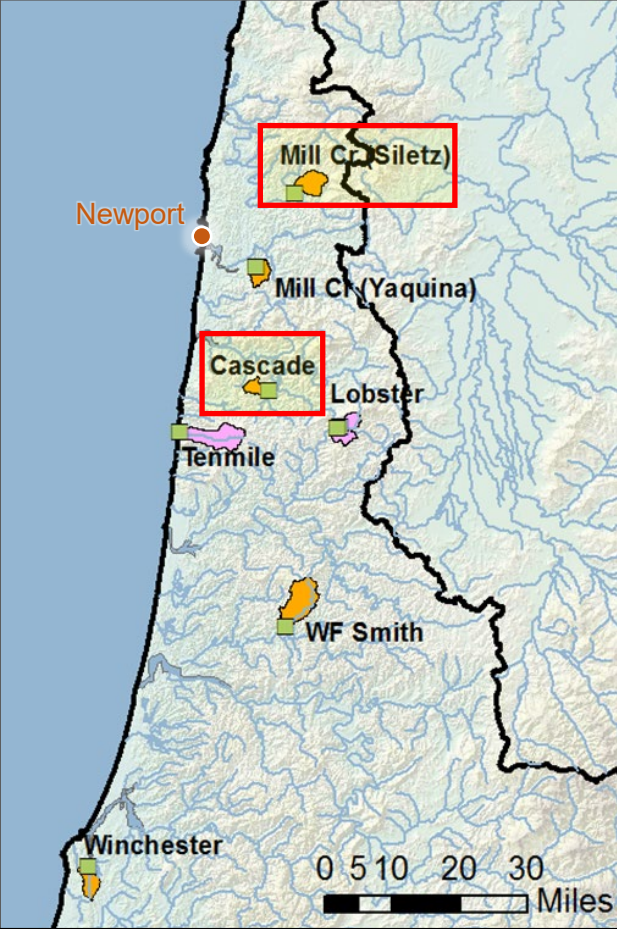 Mill Cr (Siletz)
Newport
Mill Cr (Yaquina)
Cascade
Lobster
Tenmile
WF Smith
Winchester
0 5 10 20 30
Miles